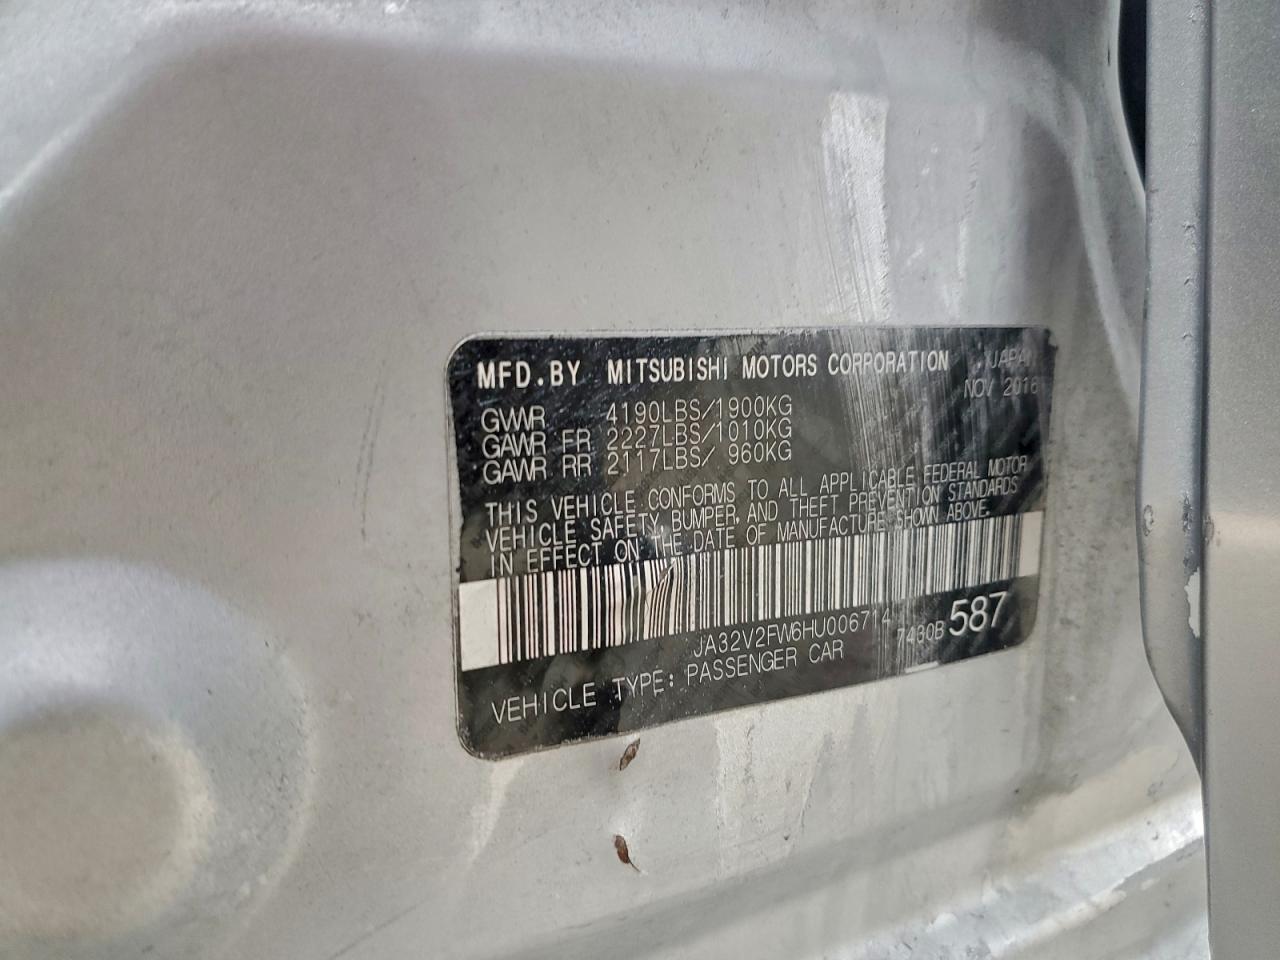 MFD.BY MITSUBISHI MOTORS CORPORATION JAPAN
NOV 2016
GVWR 4190LBS/1900KG
GAWR FR 2227LBS/1010KG
GAWR RR 2117LBS/ 960KG
THIS VEHICLE CONFORMS TO ALL APPLICABLE FEDERAL MOTOR
VEHICLE SAFETY, BUMPER, AND THEFT PREVENTION STANDARDS
IN EFFECT ON THE DATE OF MANUFACTURE SHOWN ABOVE.
JA32V2FW6HU006714
7430B 587
VEHICLE TYPE: PASSENGER CAR